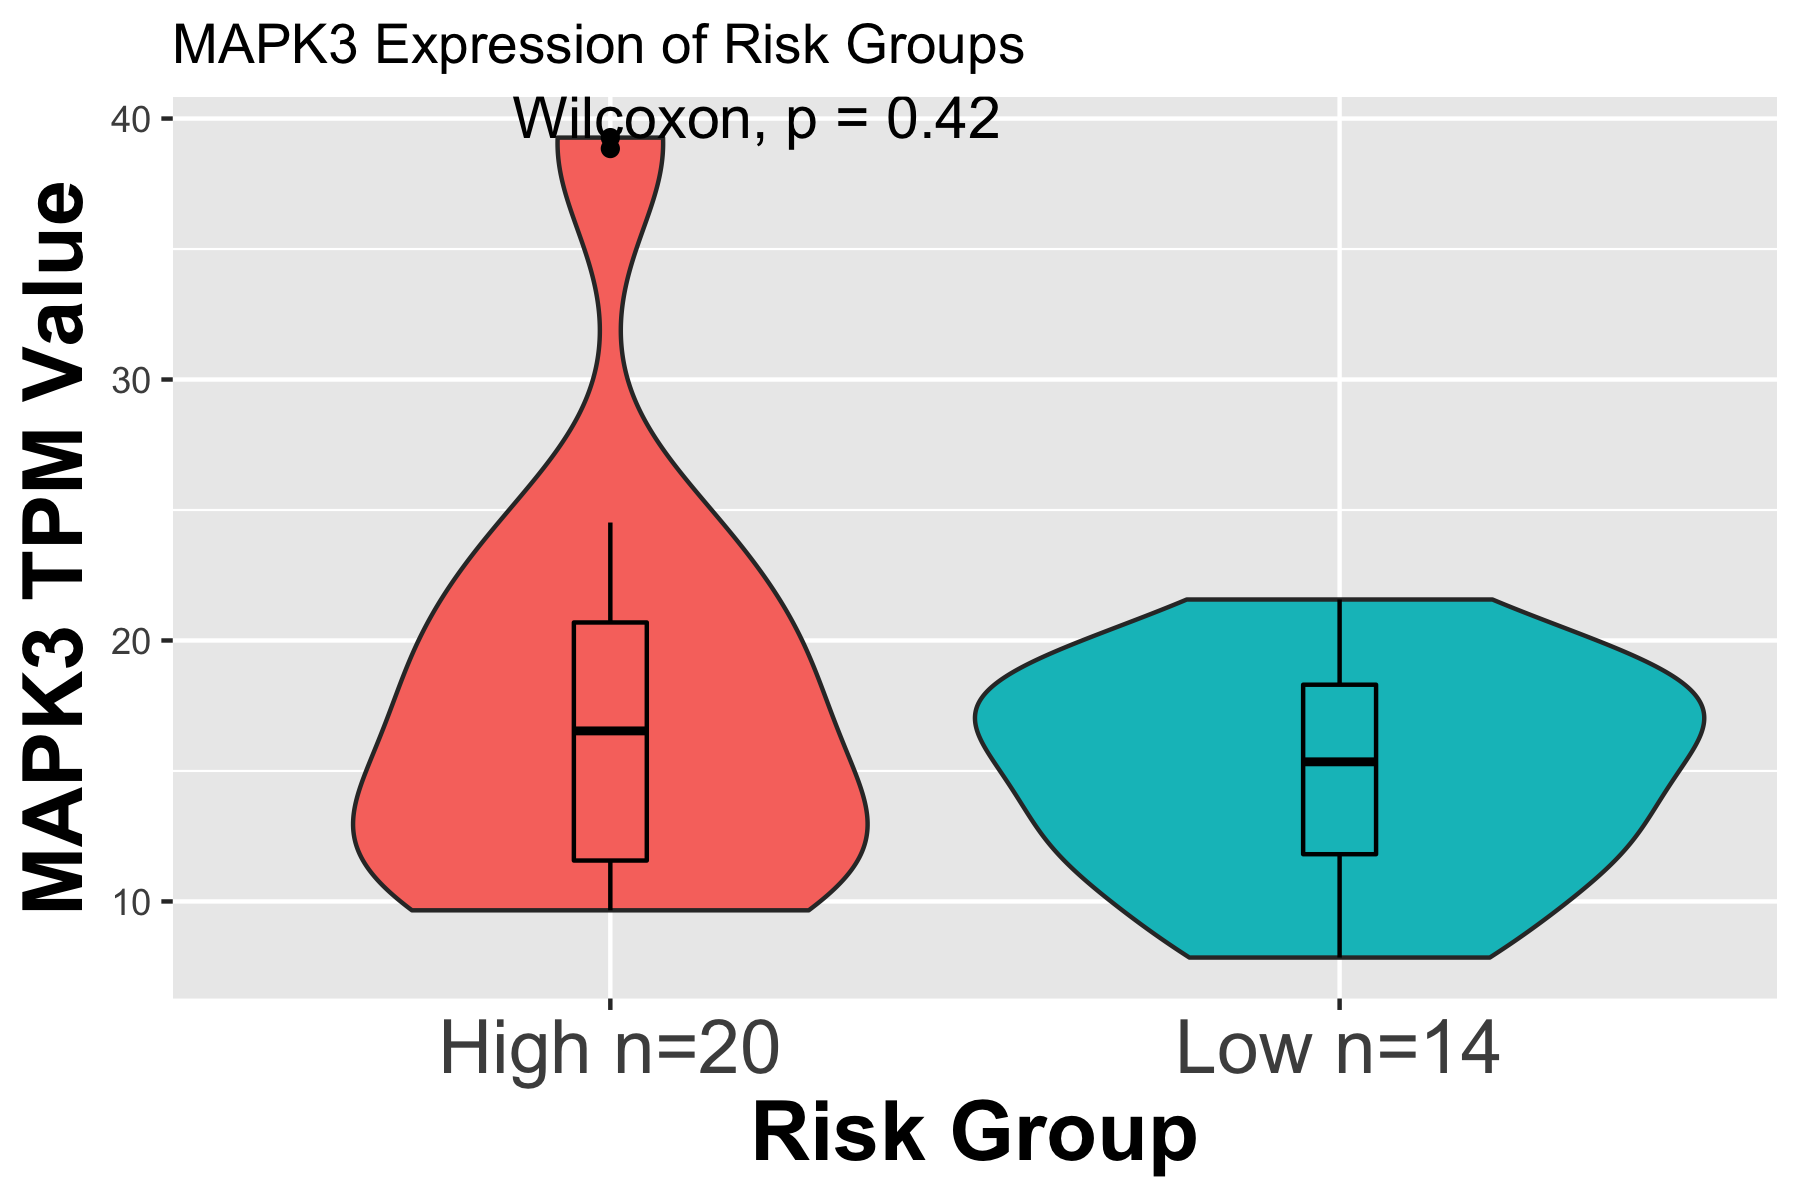 MAPK3 Expression of Risk Groups
Wilcoxon, p = 0.42
MAPK3 TPM Value
40
30
20
10
High n=20
Low n=14
Risk Group